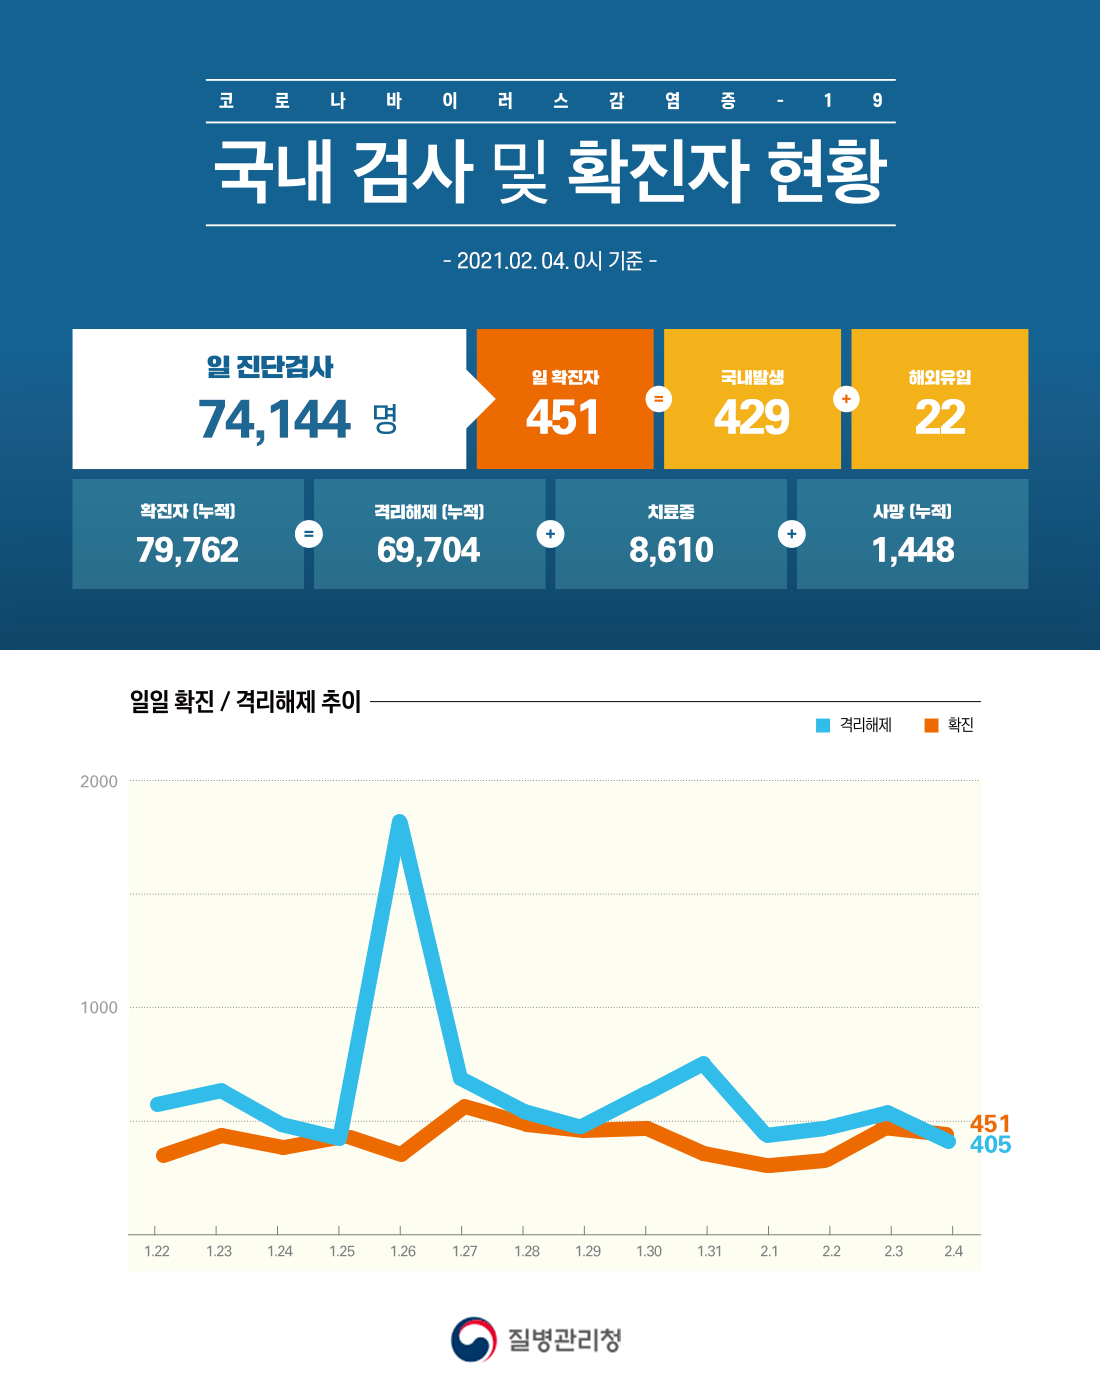 코로나바이러스감염증-19
국내 검사 및 확진자 현황
- 2021.02. 04. 0시 기준 -
일 진단검사
74,144 명
일 확진자
451
=
국내발생
429
+
해외유입
22
확진자 (누적)
79,762
=
격리해제 (누적)
69,704
+
치료중
8,610
+
사망 (누적)
1,448
일일 확진 / 격리해제 추이
격리해제 확진
2000
1000
451
405
1.22 1.23 1.24 1.25 1.26 1.27 1.28 1.29 1.30 1.31 2.1 2.2 2.3 2.4
질병관리청